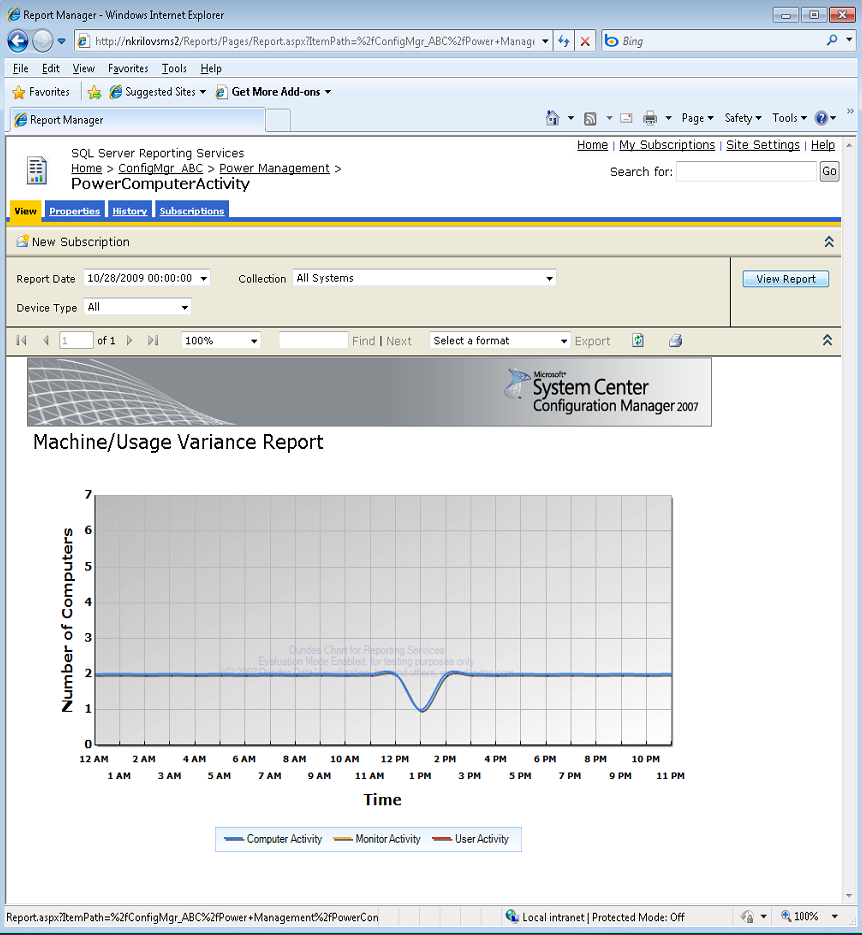 Report Manager - Windows Internet Explorer
http://nkrilovsms2/Reports/Pages/Report.aspx?ItemPath=%2fConfigMgr_ABC%2fPower+Manage
Bing
File Edit View Favorites Tools Help
Favorites Suggested Sites Get More Add-ons
Report Manager
Page Safety Tools
Home | My Subscriptions | Site Settings | Help
SQL Server Reporting Services
Home > ConfigMgr_ABC > Power Management >
PowerComputerActivity
Search for: Go
View Properties History Subscriptions
New Subscription
Report Date 10/28/2009 00:00:00 Collection All Systems View Report
Device Type All
1 of 1 100% Find | Next Select a format Export
Microsoft
System Center
Configuration Manager 2007
Machine/Usage Variance Report
7
6
5
4
3
2
1
0
Number of Computers
Dundas Chart for Reporting Services
Evaluation Mode Enabled, for testing purposes only
12 AM 2 AM 4 AM 6 AM 8 AM 10 AM 12 PM 2 PM 4 PM 6 PM 8 PM 10 PM
1 AM 3 AM 5 AM 7 AM 9 AM 11 AM 1 PM 3 PM 5 PM 7 PM 9 PM 11 PM
Time
Computer Activity Monitor Activity User Activity
Report.aspx?ItemPath=%2fConfigMgr_ABC%2fPower+Management%2fPowerCon
Local intranet | Protected Mode: Off
100%